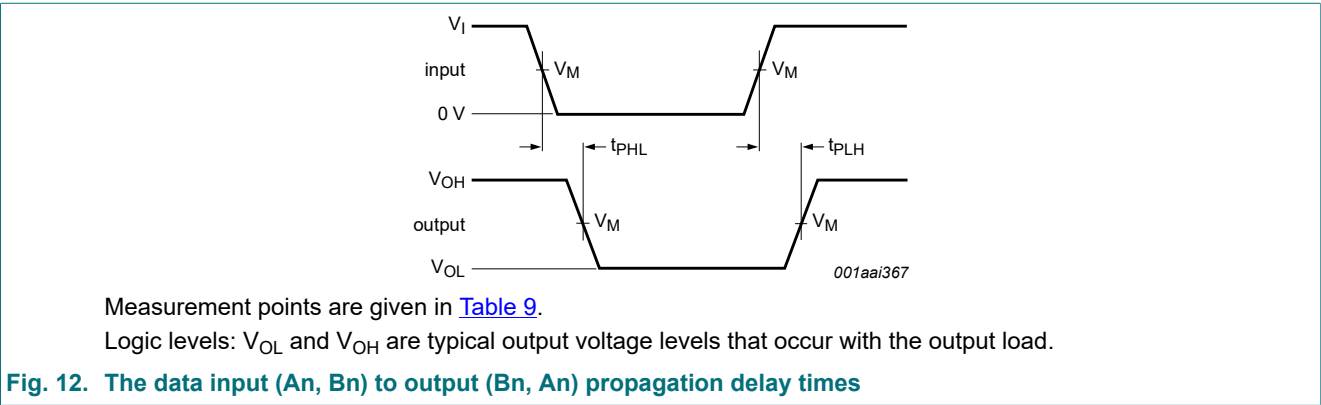 VI
input
VM
VM
0 V
tPHL
tPLH
VOH
output
VM
VM
VOL
001aai367
Measurement points are given in Table 9.
Logic levels: VOL and VOH are typical output voltage levels that occur with the output load.
Fig. 12. The data input (An, Bn) to output (Bn, An) propagation delay times